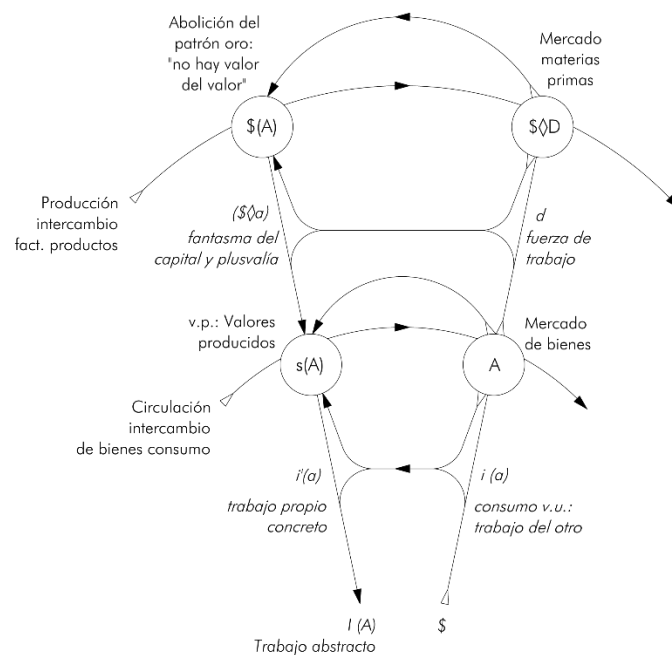 Abolición del
patrón oro:
"no hay valor
del valor"
Mercado
materias
primas
$(A)
$◊D
Producción
intercambio
fact. productos
($◊a)
fantasma del
capital y plusvalía
d
fuerza de
trabajo
v.p.: Valores
producidos
Mercado
de bienes
s(A)
A
Circulación
intercambio
de bienes consumo
i'(a)
trabajo propio
concreto
i (a)
consumo v.u.:
trabajo del otro
I (A)
Trabajo abstracto
$